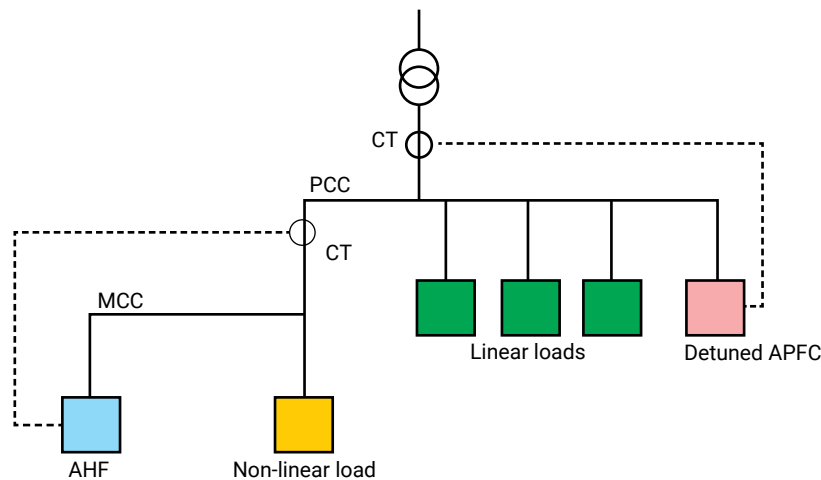 CT
PCC
CT
MCC
Linear loads
Detuned APFC
AHF
Non-linear load